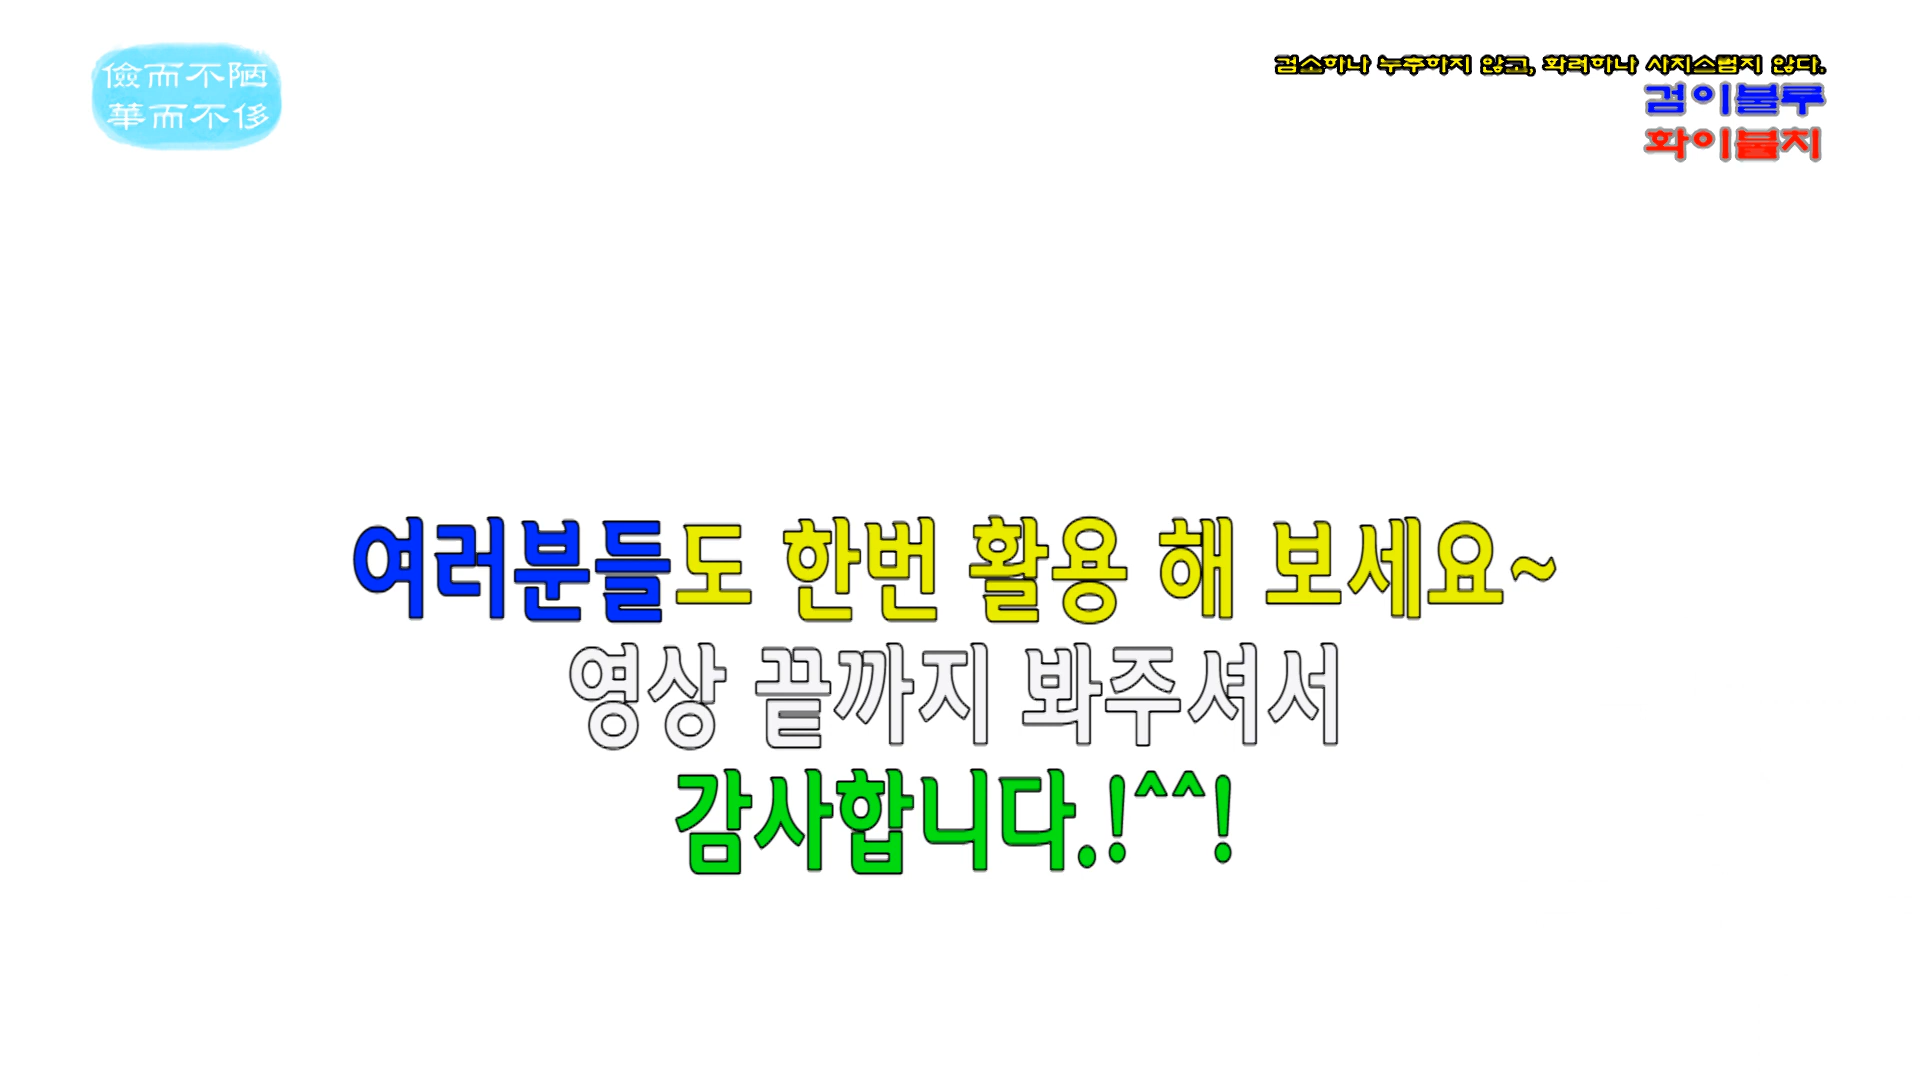 儉而不陋
華而不侈
검소하나 누추하지 않고, 화려하나 사치스럽지 않다.
검이불루
화이불치
여러분들도 한번 활용 해 보세요~
영상 끝까지 봐주셔서
감사합니다.!^^!